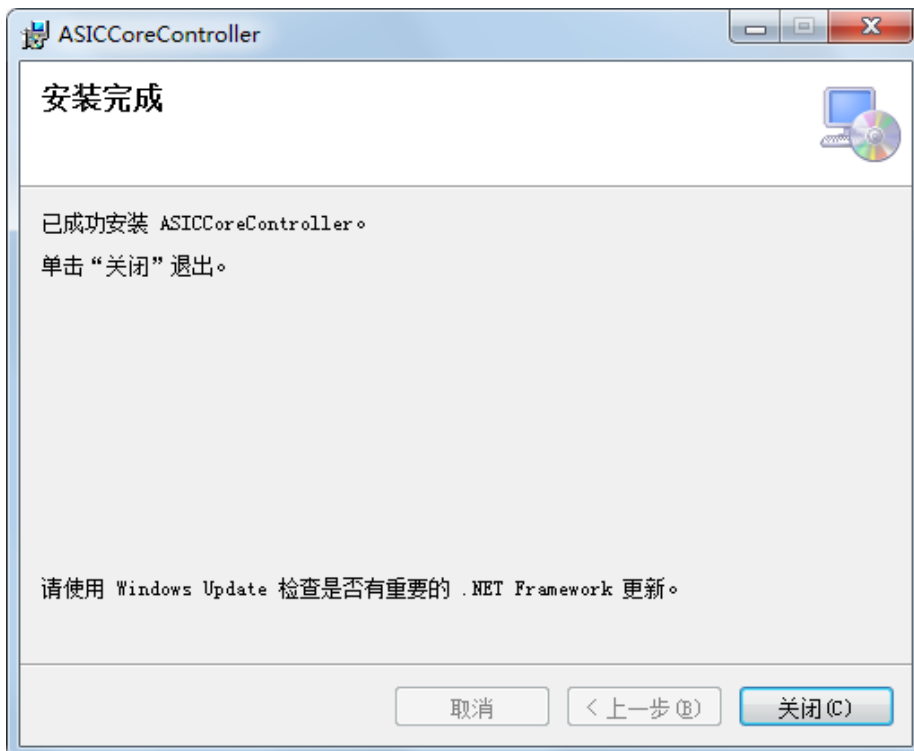 ASICCoreController
安装完成
已成功安装 ASICCoreController。
单击“关闭”退出。
请使用 Windows Update 检查是否有重要的 .NET Framework 更新。
取消
< 上一步(B)
关闭(C)